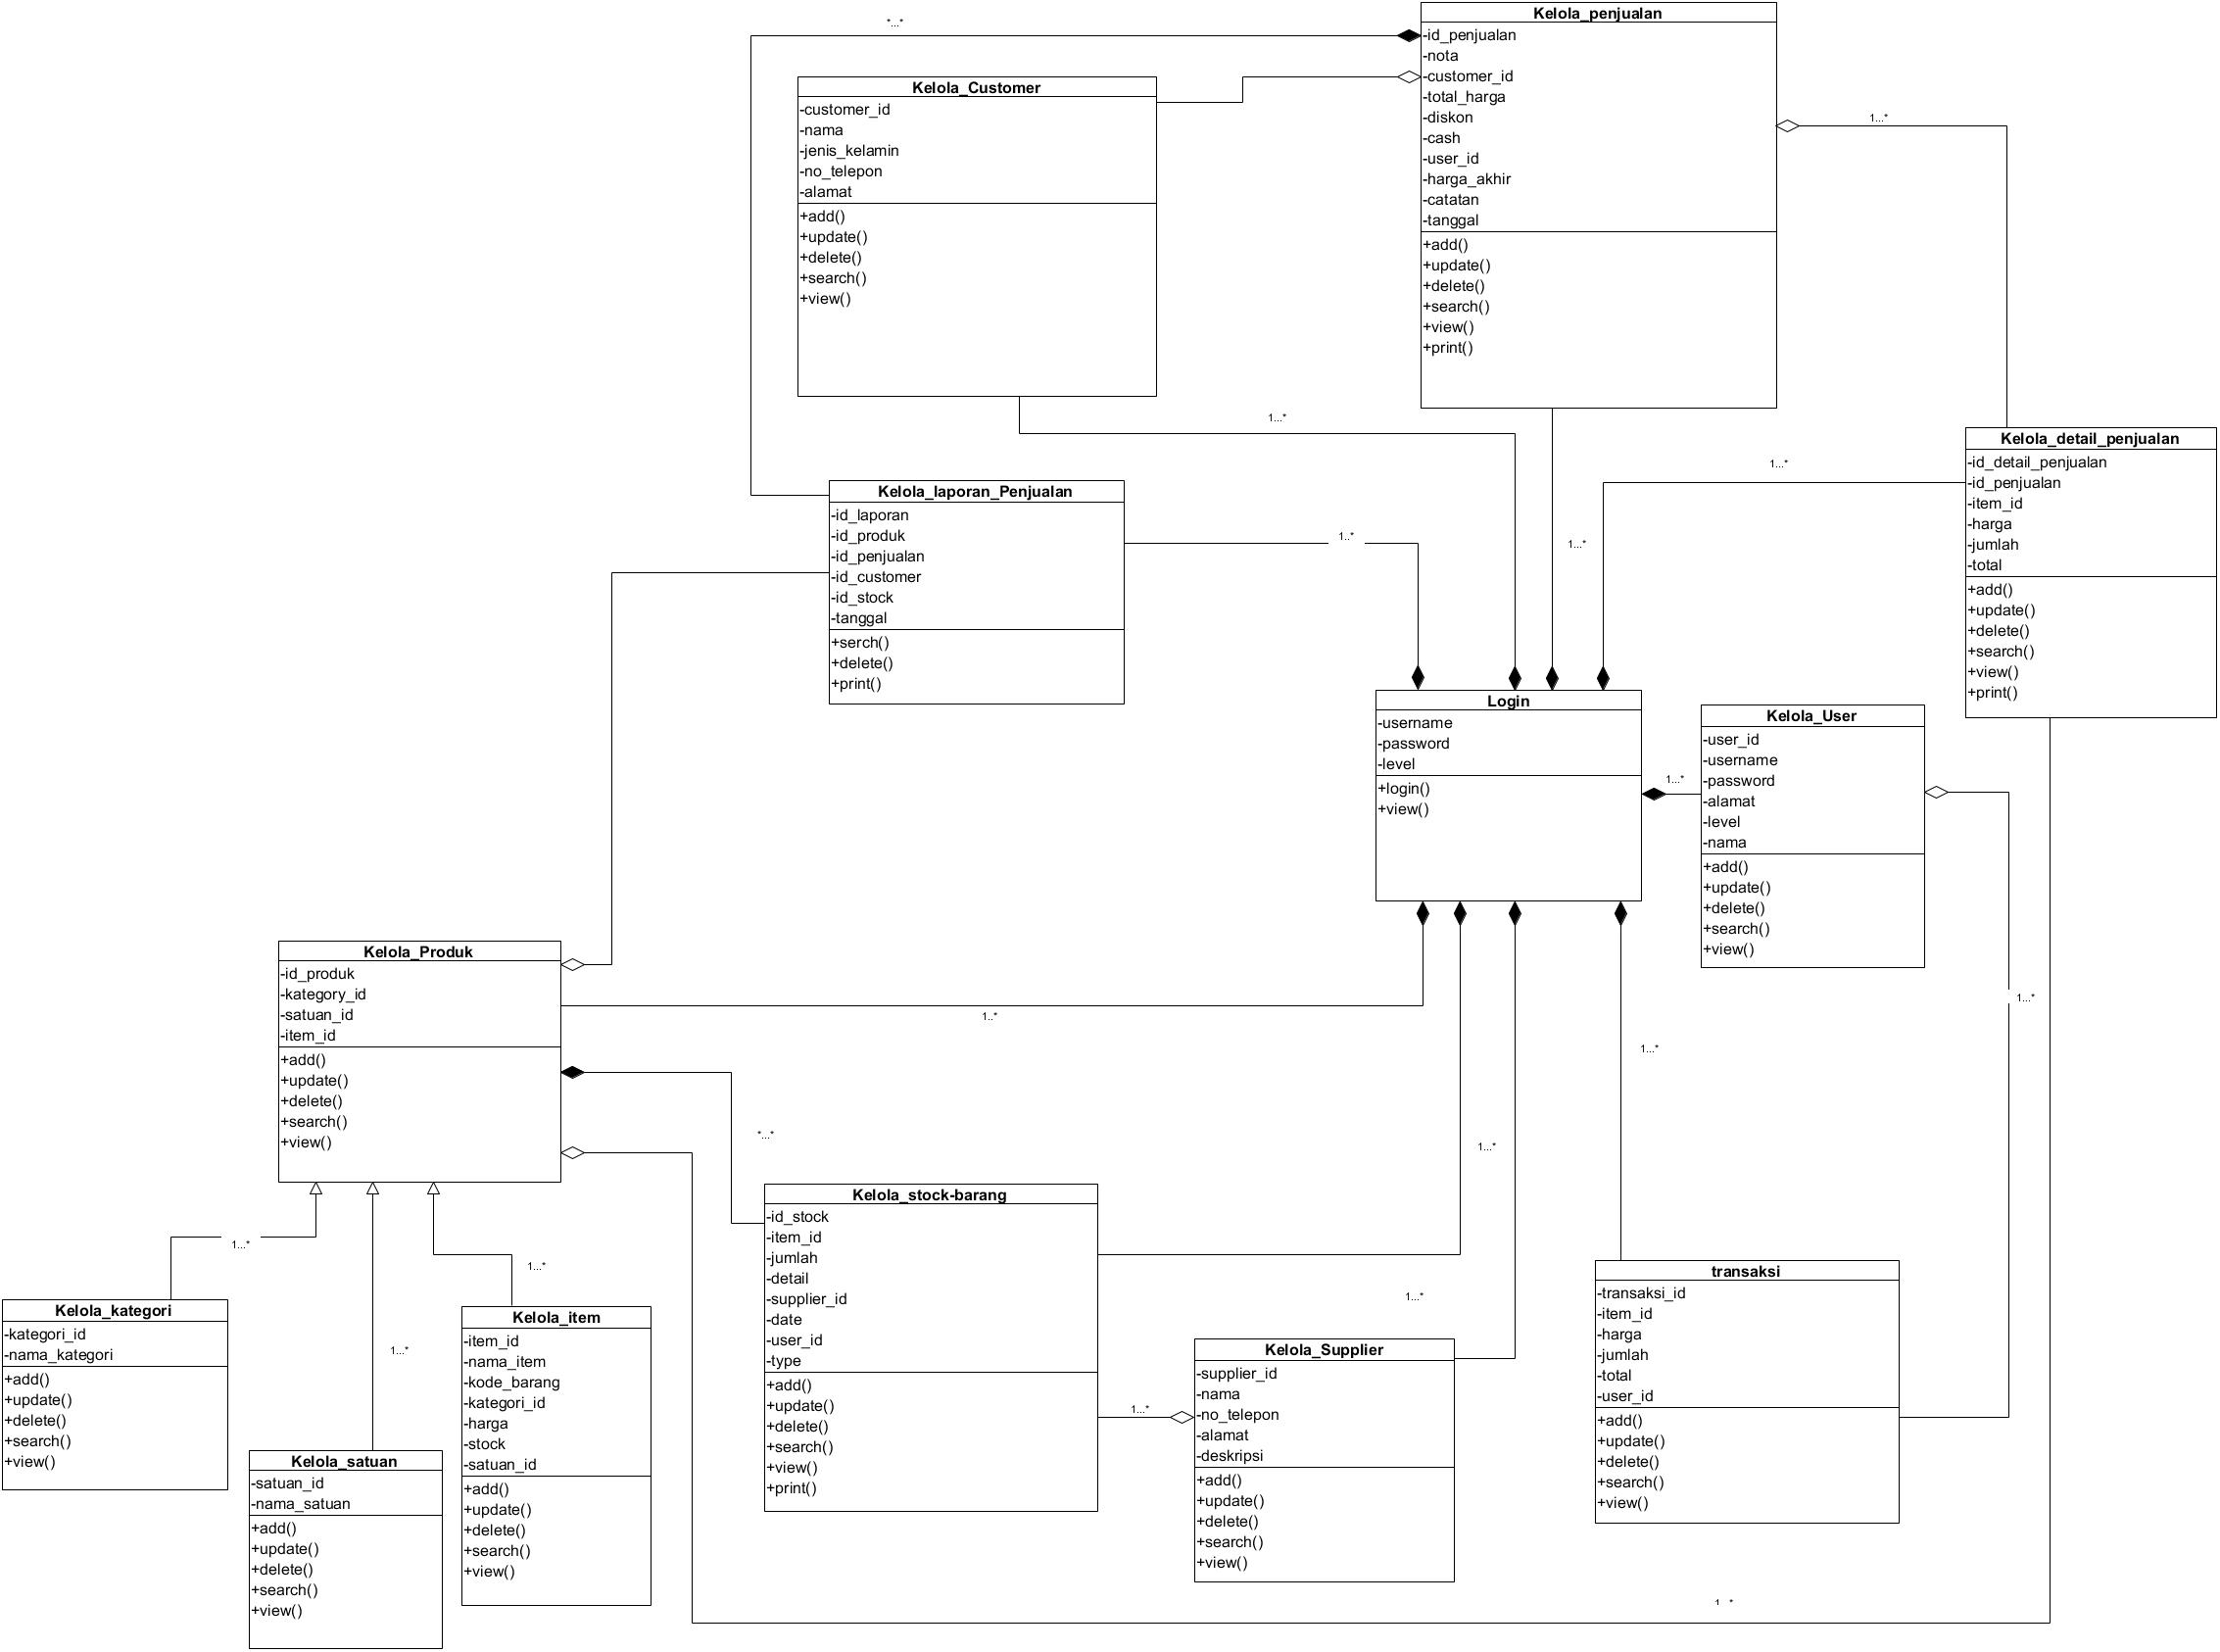 *...*
Kelola_penjualan
-id_penjualan
-nota
-customer_id
-total_harga
-diskon
-cash
-user_id
-harga_akhir
-catatan
-tanggal
+add()
+update()
+delete()
+search()
+view()
+print()
Kelola_Customer
-customer_id
-nama
-jenis_kelamin
-no_telepon
-alamat
+add()
+update()
+delete()
+search()
+view()
1...*
1...*
1...*
1..*
1...*
Kelola_detail_penjualan
-id_detail_penjualan
-id_penjualan
-item_id
-harga
-jumlah
-total
+add()
+update()
+delete()
+search()
+view()
+print()
Kelola_laporan_Penjualan
-id_laporan
-id_produk
-id_penjualan
-id_customer
-id_stock
-tanggal
+serch()
+delete()
+print()
Login
-username
-password
-level
+login()
+view()
1...*
Kelola_User
-user_id
-username
-password
-alamat
-level
-nama
+add()
+update()
+delete()
+search()
+view()
1...*
Kelola_Produk
-id_produk
-kategory_id
-satuan_id
-item_id
+add()
+update()
+delete()
+search()
+view()
1..*
1...*
*...*
1...*
1...*
1...*
1...*
1...*
Kelola_kategori
-kategori_id
-nama_kategori
+add()
+update()
+delete()
+search()
+view()
Kelola_satuan
-satuan_id
-nama_satuan
+add()
+update()
+delete()
+search()
+view()
Kelola_item
-item_id
-nama_item
-kode_barang
-kategori_id
-harga
-stock
-satuan_id
+add()
+update()
+delete()
+search()
+view()
Kelola_stock-barang
-id_stock
-item_id
-jumlah
-detail
-supplier_id
-date
-user_id
-type
+add()
+update()
+delete()
+search()
+view()
+print()
1...*
Kelola_Supplier
-supplier_id
-nama
-no_telepon
-alamat
-deskripsi
+add()
+update()
+delete()
+search()
+view()
transaksi
-transaksi_id
-item_id
-harga
-jumlah
-total
-user_id
+add()
+update()
+delete()
+search()
+view()
1...*